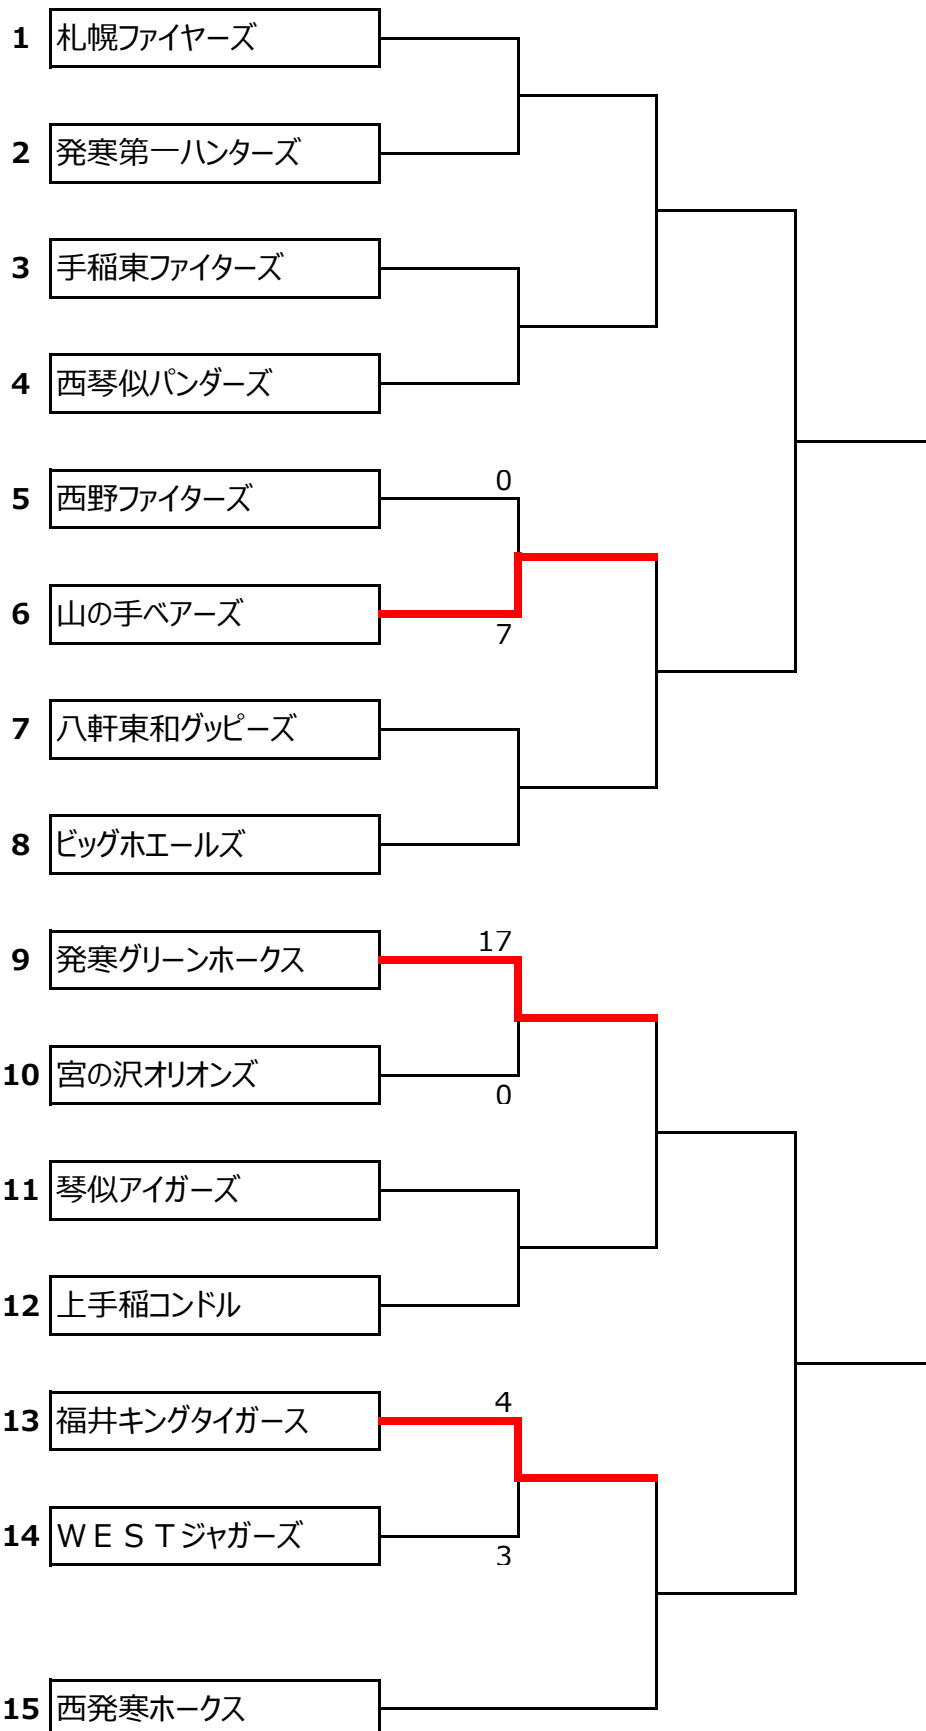 1 札幌ファイヤーズ
2 発寒第一ハンターズ
3 手稲東ファイターズ
4 西琴似パンダーズ
0
5 西野ファイターズ
6 山の手ベアーズ
7
7 八軒東和グッピーズ
8 ビッグホエールズ
17
9 発寒グリーンホークス
10 宮の沢オリオンズ
0
11 琴似アイガーズ
12 上手稲コンドル
4
13 福井キングタイガース
14 ＷＥＳＴジャガーズ
3
15 西発寒ホークス